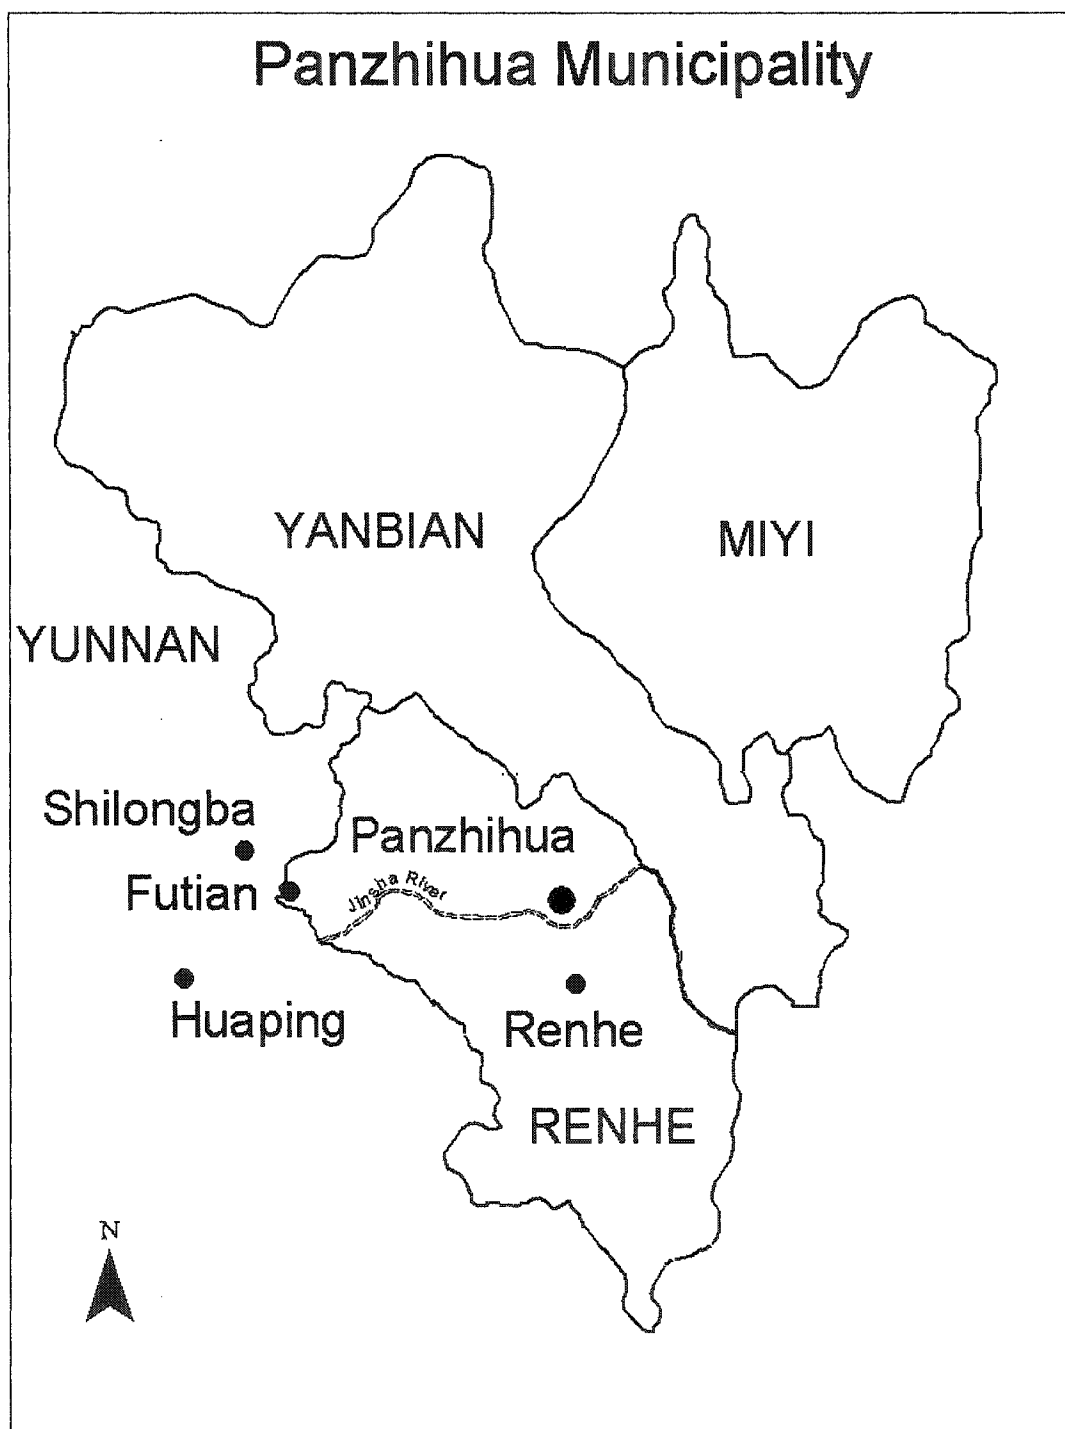 Panzhihua Municipality
YANBIAN
MIYI
YUNNAN
Shilongba
Panzhihua
Futian
Jinsha River
Huaping
Renhe
RENHE
N